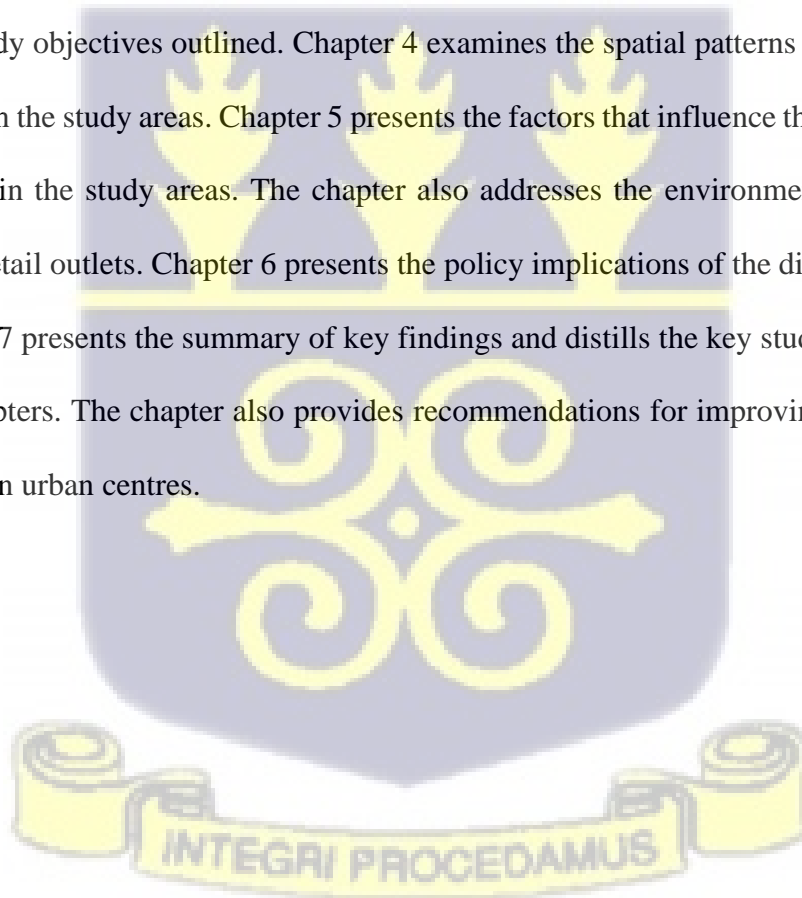 dy objectives outlined. Chapter 4 examines the spatial patterns
n the study areas. Chapter 5 presents the factors that influence th
in the study areas. The chapter also addresses the environme
etail outlets. Chapter 6 presents the policy implications of the di
7 presents the summary of key findings and distills the key stud
pters. The chapter also provides recommendations for improvin
n urban centres.
INTEGRI PROCEDAMUS